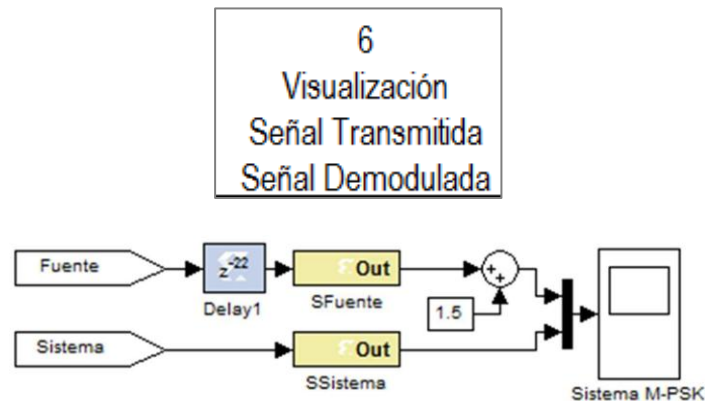 6
Visualización
Señal Transmitida
Señal Demodulada
Fuente
z-22
Out
Delay1
SFuente
1.5
Sistema
Out
SSistema
Sistema M-PSK